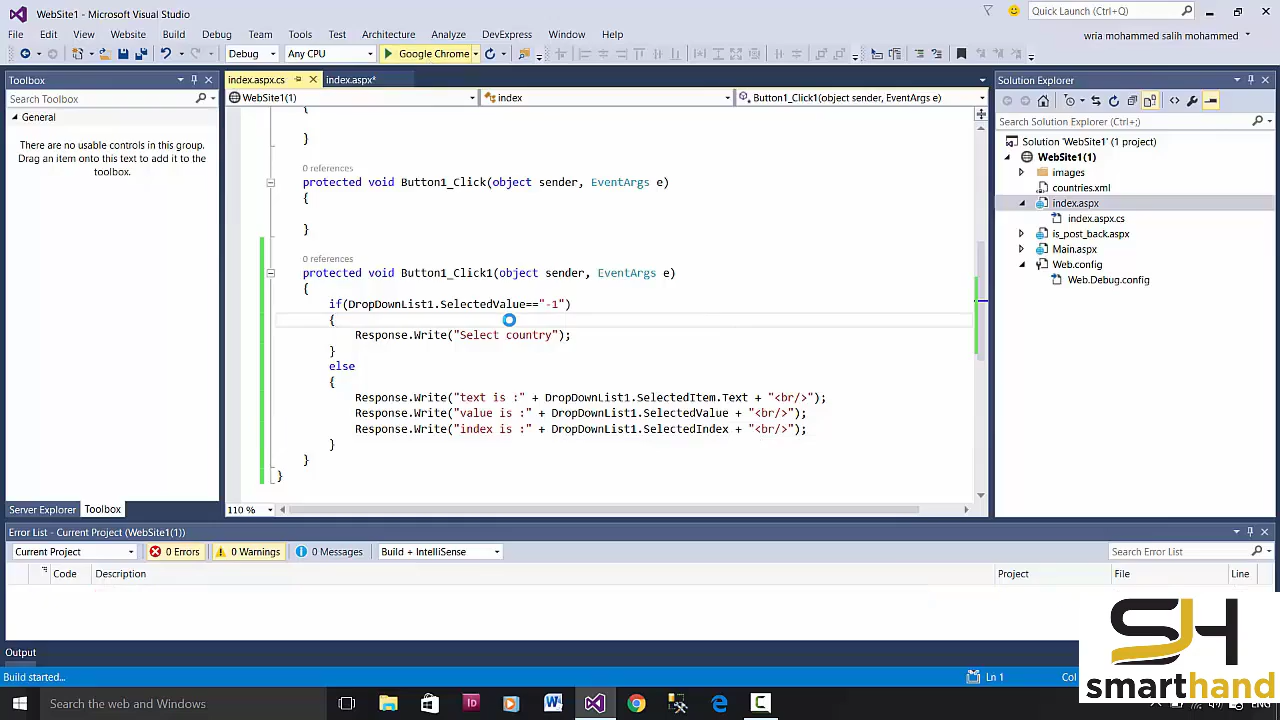 WebSite1 - Microsoft Visual Studio
Quick Launch (Ctrl+Q)
File Edit View Website Build Debug Team Tools Test Architecture Analyze DevExpress Window Help
wria mohammed salih mohammed
Debug Any CPU Google Chrome
Toolbox
Search Toolbox
General
There are no usable controls in this group.
Drag an item onto this text to add it to the
toolbox.
Server Explorer Toolbox
index.aspx.cs index.aspx*
WebSite1(1) index Button1_Click1(object sender, EventArgs e)
{
}
0 references
protected void Button1_Click(object sender, EventArgs e)
{
}
0 references
protected void Button1_Click1(object sender, EventArgs e)
{
if(DropDownList1.SelectedValue=="-1")
{
Response.Write("Select country");
}
else
{
Response.Write("text is :" + DropDownList1.SelectedItem.Text + "<br/>");
Response.Write("value is :" + DropDownList1.SelectedValue + "<br/>");
Response.Write("index is :" + DropDownList1.SelectedIndex + "<br/>");
}
}
}
110 %
Solution Explorer
Search Solution Explorer (Ctrl+;)
Solution 'WebSite1' (1 project)
WebSite1(1)
images
countries.xml
index.aspx
index.aspx.cs
is_post_back.aspx
Main.aspx
Web.config
Web.Debug.config
Error List - Current Project (WebSite1(1))
Current Project 0 Errors 0 Warnings 0 Messages Build + IntelliSense Search Error List
Code Description Project File Line
Output
Build started... Ln 1 Col
SH
smarthand
Search the web and Windows
ENG